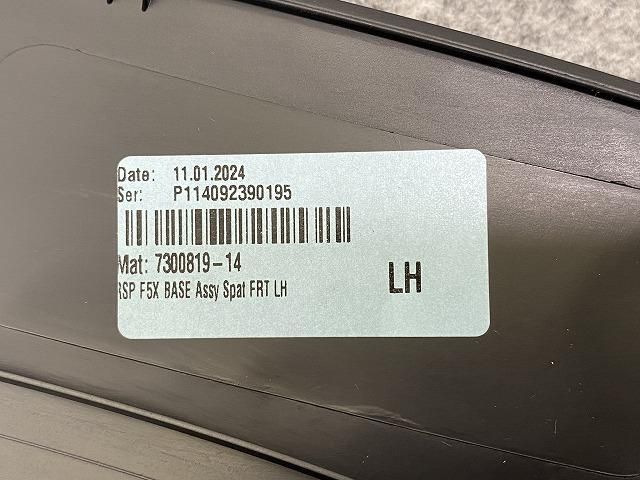 Date: 11.01.2024
Ser: P114092390195
Mat: 7300819-14
RSP F5X BASE Assy Spat FRT LH
LH